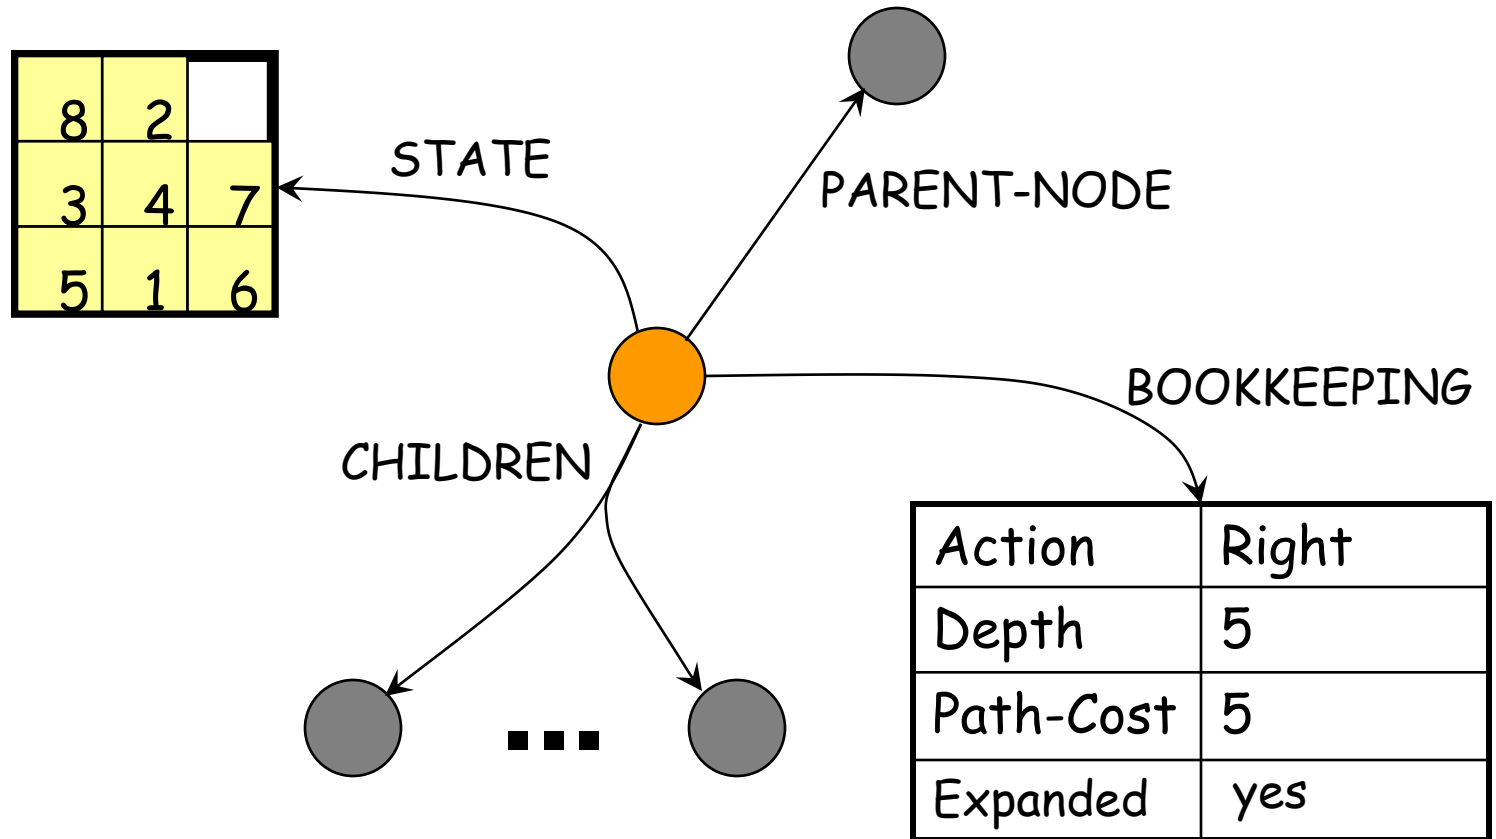 8 2
3 4 7
5 1 6
STATE
PARENT-NODE
CHILDREN
BOOKKEEPING
Action Right
Depth 5
Path-Cost 5
Expanded yes